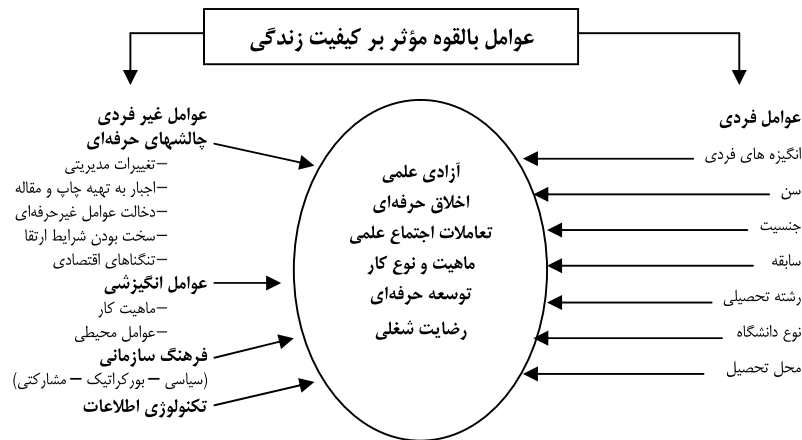 عوامل بالقوه مؤثر بر کیفیت زندگی
عوامل فردی
انگیزه های فردی
سن
جنسیت
سابقه
رشته تحصیلی
نوع دانشگاه
محل تحصیل
آزادی علمی
اخلاق حرفه‌ای
تعاملات اجتماع علمی
ماهیت و نوع کار
توسعه حرفه‌ای
رضایت شغلی
عوامل غیر فردی
چالشهای حرفه‌ای
–تغییرات مدیریتی
–اجبار به تهیه چاپ و مقاله
–دخالت عوامل غیرحرفه‌ای
–سخت بودن شرایط ارتقا
–تنگناهای اقتصادی
عوامل انگیزشی
–ماهیت کار
–عوامل محیطی
فرهنگ سازمانی
(سیاسی – بورکراتیک – مشارکتی)
تکنولوژی اطلاعات